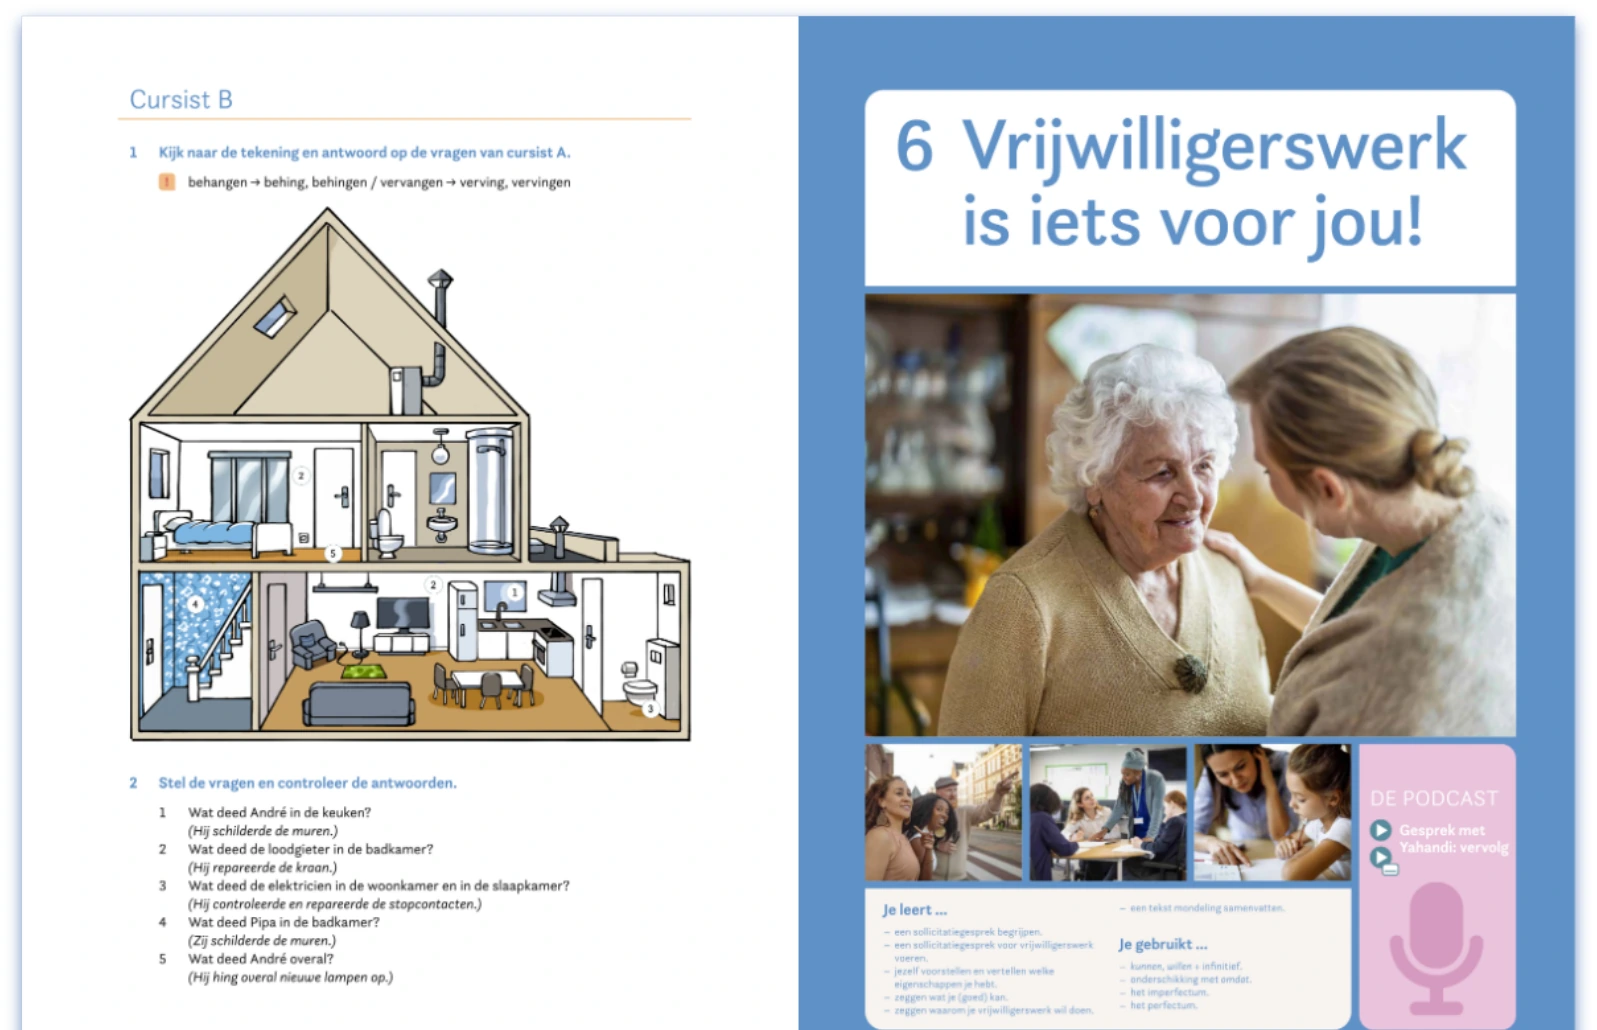 Cursist B
1 Kijk naar de tekening en antwoord op de vragen van cursist A.
! behangen → behing, behingen / vervangen → verving, vervingen
2
5
4
2
1
3
2 Stel de vragen en controleer de antwoorden.
1 Wat deed André in de keuken?
(Hij schilderde de muren.)
2 Wat deed de loodgieter in de badkamer?
(Hij repareerde de kraan.)
3 Wat deed de elektricien in de woonkamer en in de slaapkamer?
(Hij controleerde en repareerde de stopcontacten.)
4 Wat deed Pipa in de badkamer?
(Zij schilderde de muren.)
5 Wat deed André overal?
(Hij hing overal nieuwe lampen op.)
6 Vrijwilligerswerk
is iets voor jou!
DE PODCAST
Gesprek met
Yahandi: vervolg
Je leert ...
– een sollicitatiegesprek begrijpen.
– een sollicitatiegesprek voor vrijwilligerswerk
voeren.
– jezelf voorstellen en vertellen welke
eigenschappen je hebt.
– zeggen wat je (goed) kan.
– zeggen waarom je vrijwilligerswerk wil doen.
– een tekst mondeling samenvatten.
Je gebruikt ...
– kunnen, willen + infinitief.
– onderschikking met omdat.
– het imperfectum.
– het perfectum.